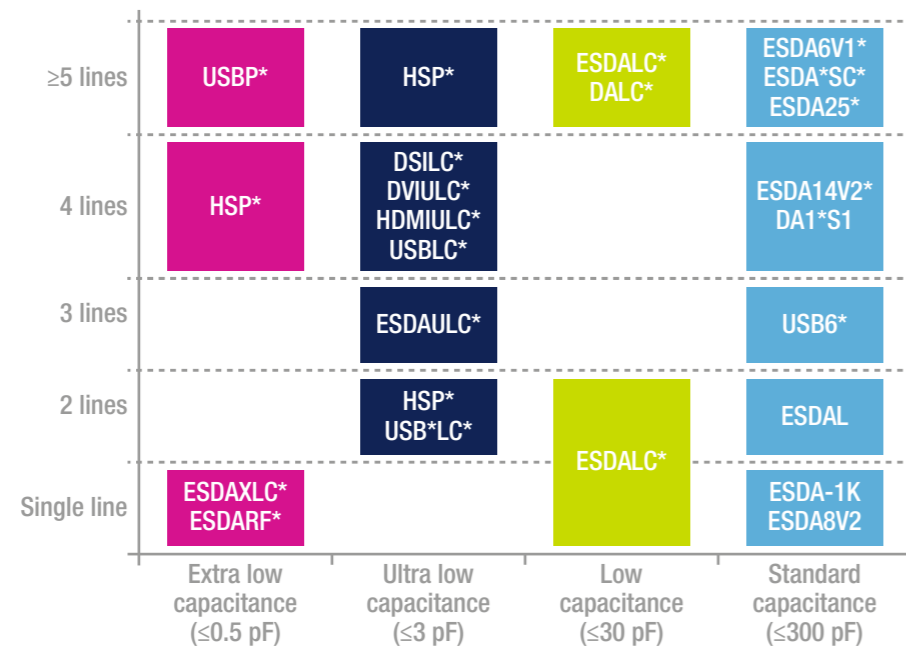 ≥5 lines
USBP*
HSP*
ESDALC*
DALC*
ESDA6V1*
ESDA*SC*
ESDA25*
4 lines
HSP*
DSILC*
DVIULC*
HDMIULC*
USBLC*
ESDA14V2*
DA1*S1
3 lines
ESDAULC*
USB6*
2 lines
HSP*
USB*LC*
ESDALC*
ESDAL
Single line
ESDAXLC*
ESDARF*
ESDA-1K
ESDA8V2
Extra low
capacitance
(≤0.5 pF)
Ultra low
capacitance
(≤3 pF)
Low
capacitance
(≤30 pF)
Standard
capacitance
(≤300 pF)